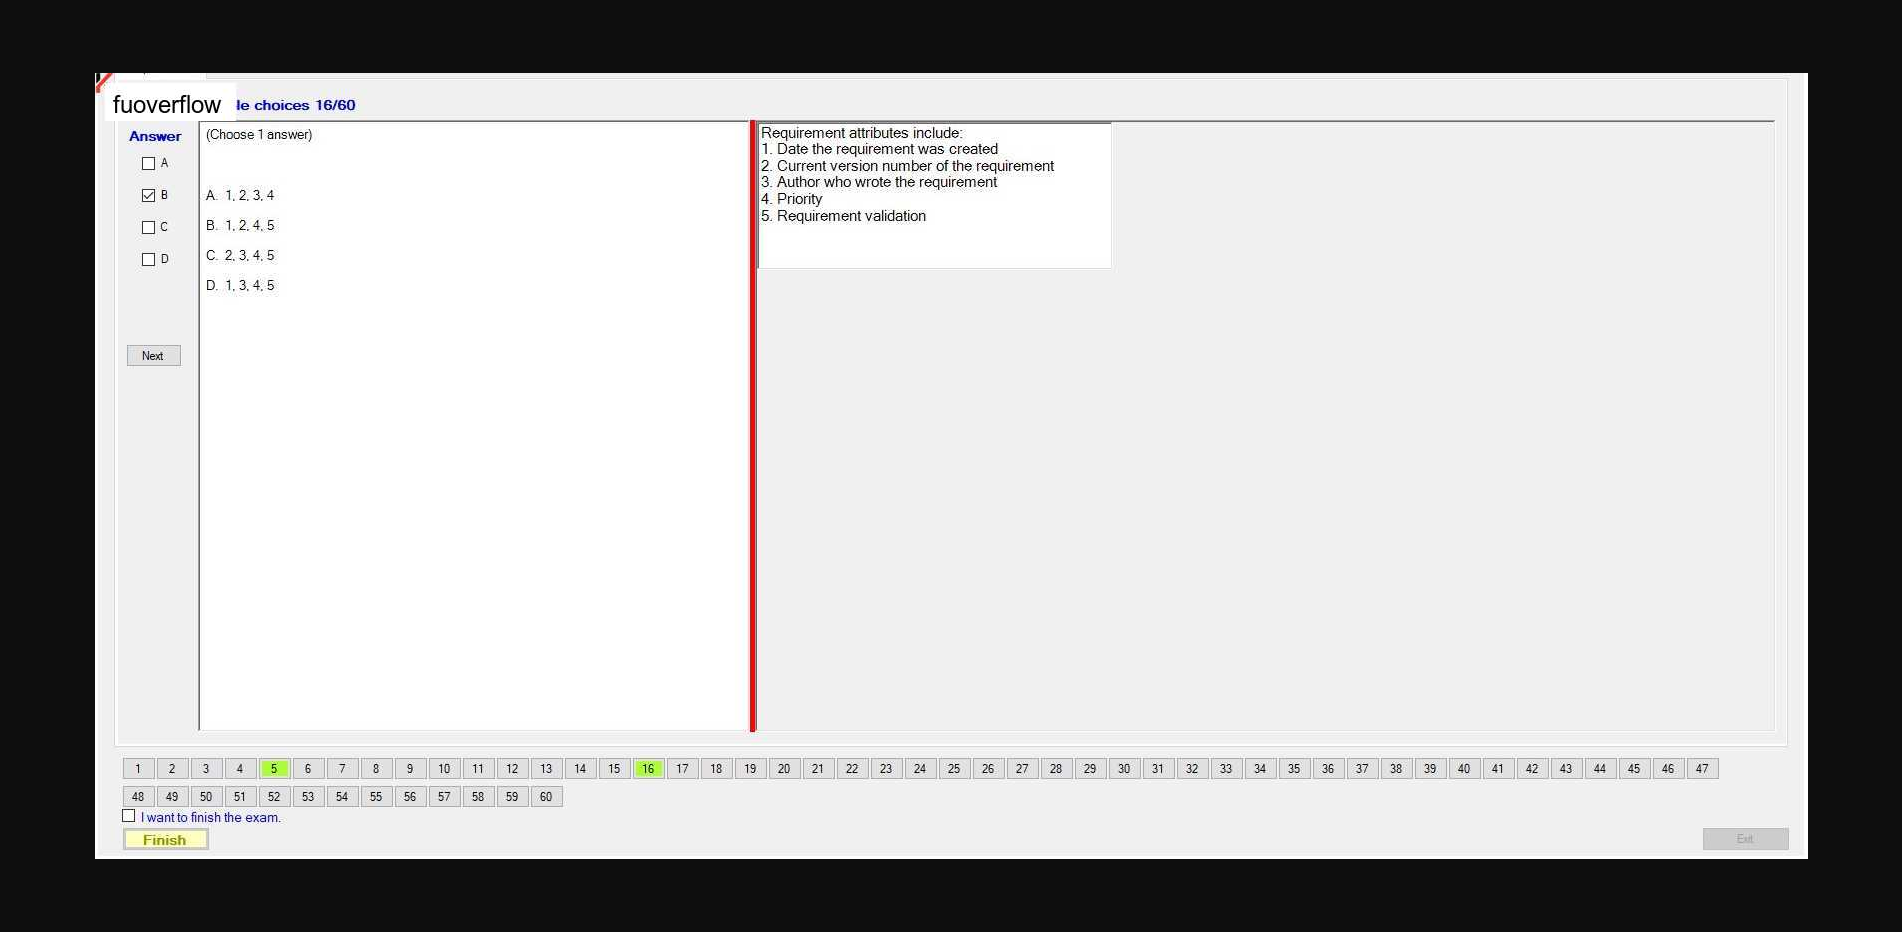 fuoverflow
le choices 16/60
Answer
A
B
C
D
Next
(Choose 1 answer)
A. 1, 2, 3, 4
B. 1, 2, 4, 5
C. 2, 3, 4, 5
D. 1, 3, 4, 5
Requirement attributes include:
1. Date the requirement was created
2. Current version number of the requirement
3. Author who wrote the requirement
4. Priority
5. Requirement validation
1 2 3 4 5 6 7 8 9 10 11 12 13 14 15 16 17 18 19 20 21 22 23 24 25 26 27 28 29 30 31 32 33 34 35 36 37 38 39 40 41 42 43 44 45 46 47
48 49 50 51 52 53 54 55 56 57 58 59 60
I want to finish the exam.
Finish
Exit